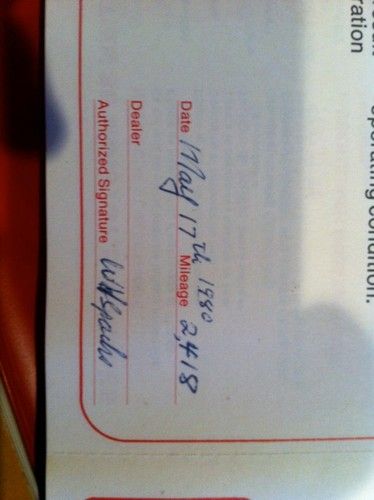 ration
operating condition.
Date May 17th 1980 Mileage 2,418
Dealer
Authorized Signature